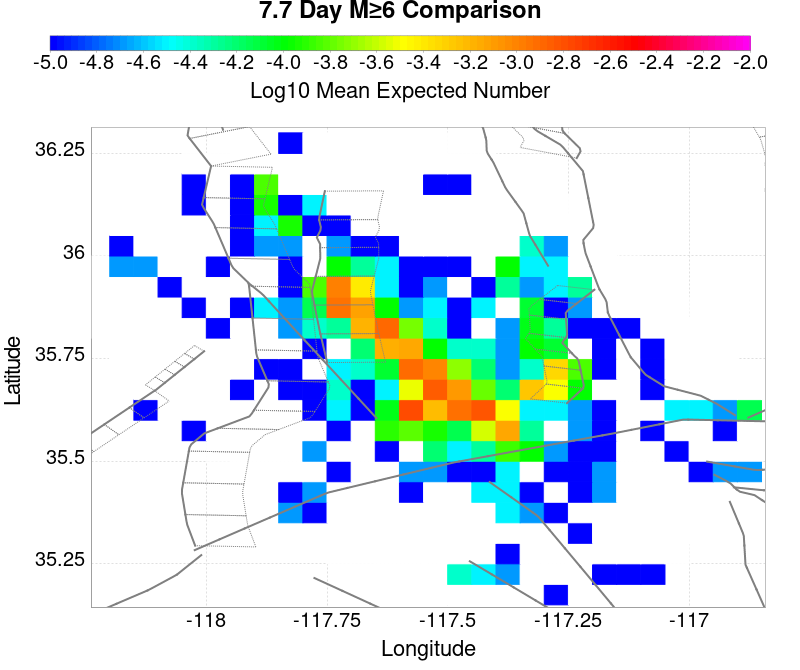 7.7 Day M≥6 Comparison
-5.0 -4.8 -4.6 -4.4 -4.2 -4.0 -3.8 -3.6 -3.4 -3.2 -3.0 -2.8 -2.6 -2.4 -2.2 -2.0
Log10 Mean Expected Number
36.25
36
35.75
35.5
35.25
Latitude
-118 -117.75 -117.5 -117.25 -117
Longitude